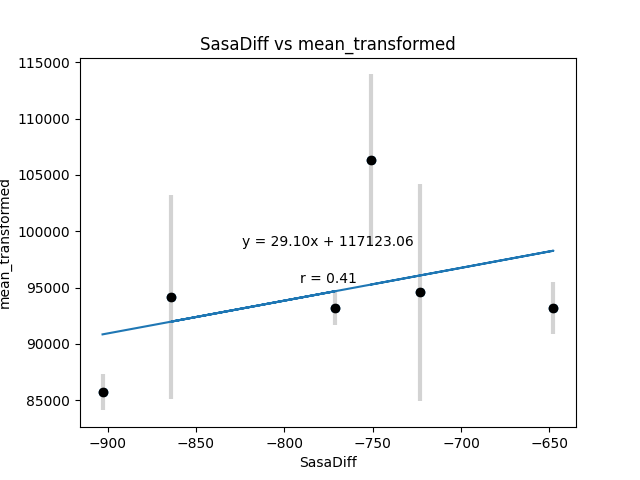 SasaDiff vs mean_transformed
115000
110000
105000
100000
95000
90000
85000
mean_transformed
y = 29.10x + 117123.06
r = 0.41
−900
−850
−800
−750
−700
−650
SasaDiff